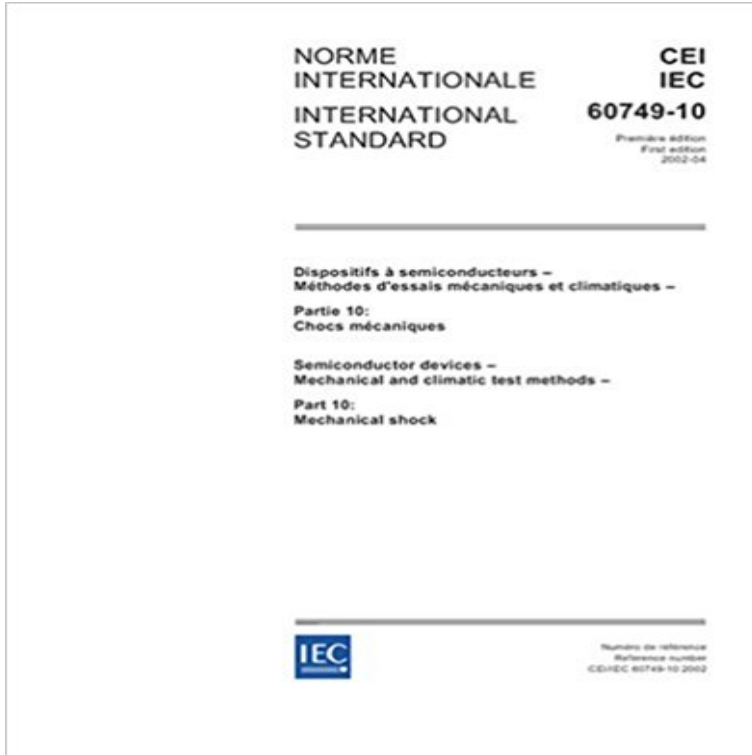 NORME
INTERNATIONALE
INTERNATIONAL
STANDARD
CEI
IEC
60749-10
Première édition
First edition
2002-04
Dispositifs à semiconducteurs –
Méthodes d'essais mécaniques et climatiques –
Partie 10:
Chocs mécaniques
Semiconductor devices –
Mechanical and climatic test methods –
Part 10:
Mechanical shock
IEC
Numéro de référence
Reference number
CEI/IEC 60749-10:2002